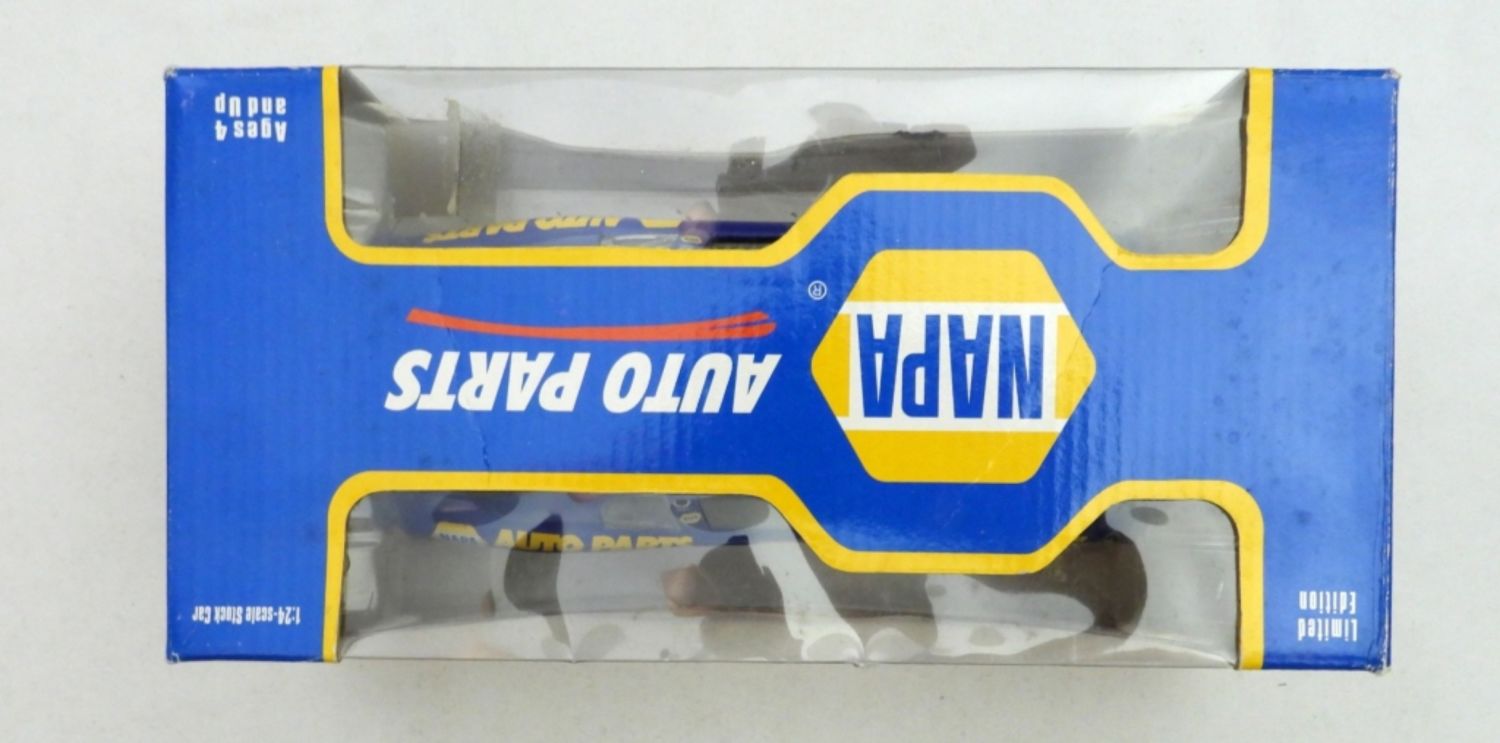 Limited
Edition
1:24-scale Stock Car
NAPA
AUTO PARTS
®
Ages 4
and Up
AUTO PARTS
AUTO PARTS